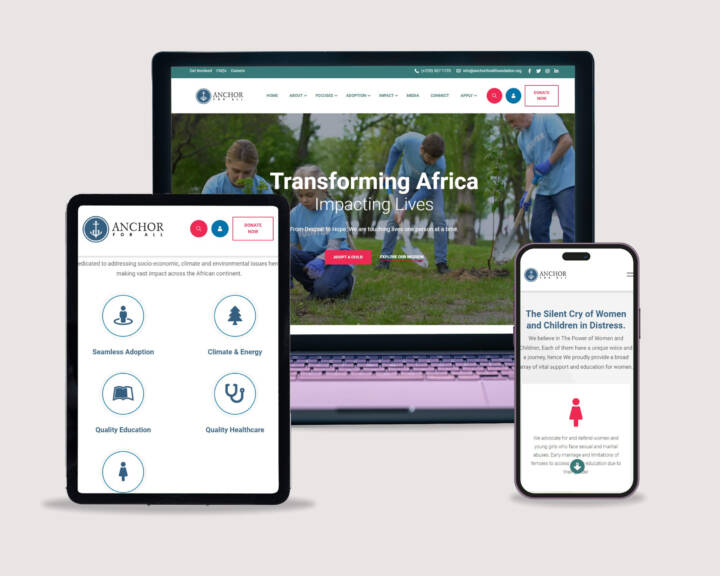 Get Involved FAQs Careers
info@anchorforallfoundation.org
ANCHOR
FOR ALL
HOME ABOUT FOCUSES ADOPTION IMPACT MEDIA CONNECT APPLY
DONATE
NOW
Transforming Africa
Impacting Lives
From Despair to Hope: We are touching lives one person at a time.
ADOPT A CHILD EXPLORE OUR MISSION
ANCHOR
FOR ALL
DONATE
NOW
edicated to addressing socio-economic, climate and environmental issues hen
making vast impact across the African continent.
Seamless Adoption Climate & Energy
Quality Education Quality Healthcare
ANCHOR
FOR ALL
The Silent Cry of Women
and Children in Distress.
We believe in The Power of Women and
Children, Each of them have a unique voice and
a journey, hence We proudly provide a broad
array of vital support and education for women,
We advocate for and defend women and
young girls who face sexual and marital
abuses. Early marriage and limitations of
females to access education due to
their gender